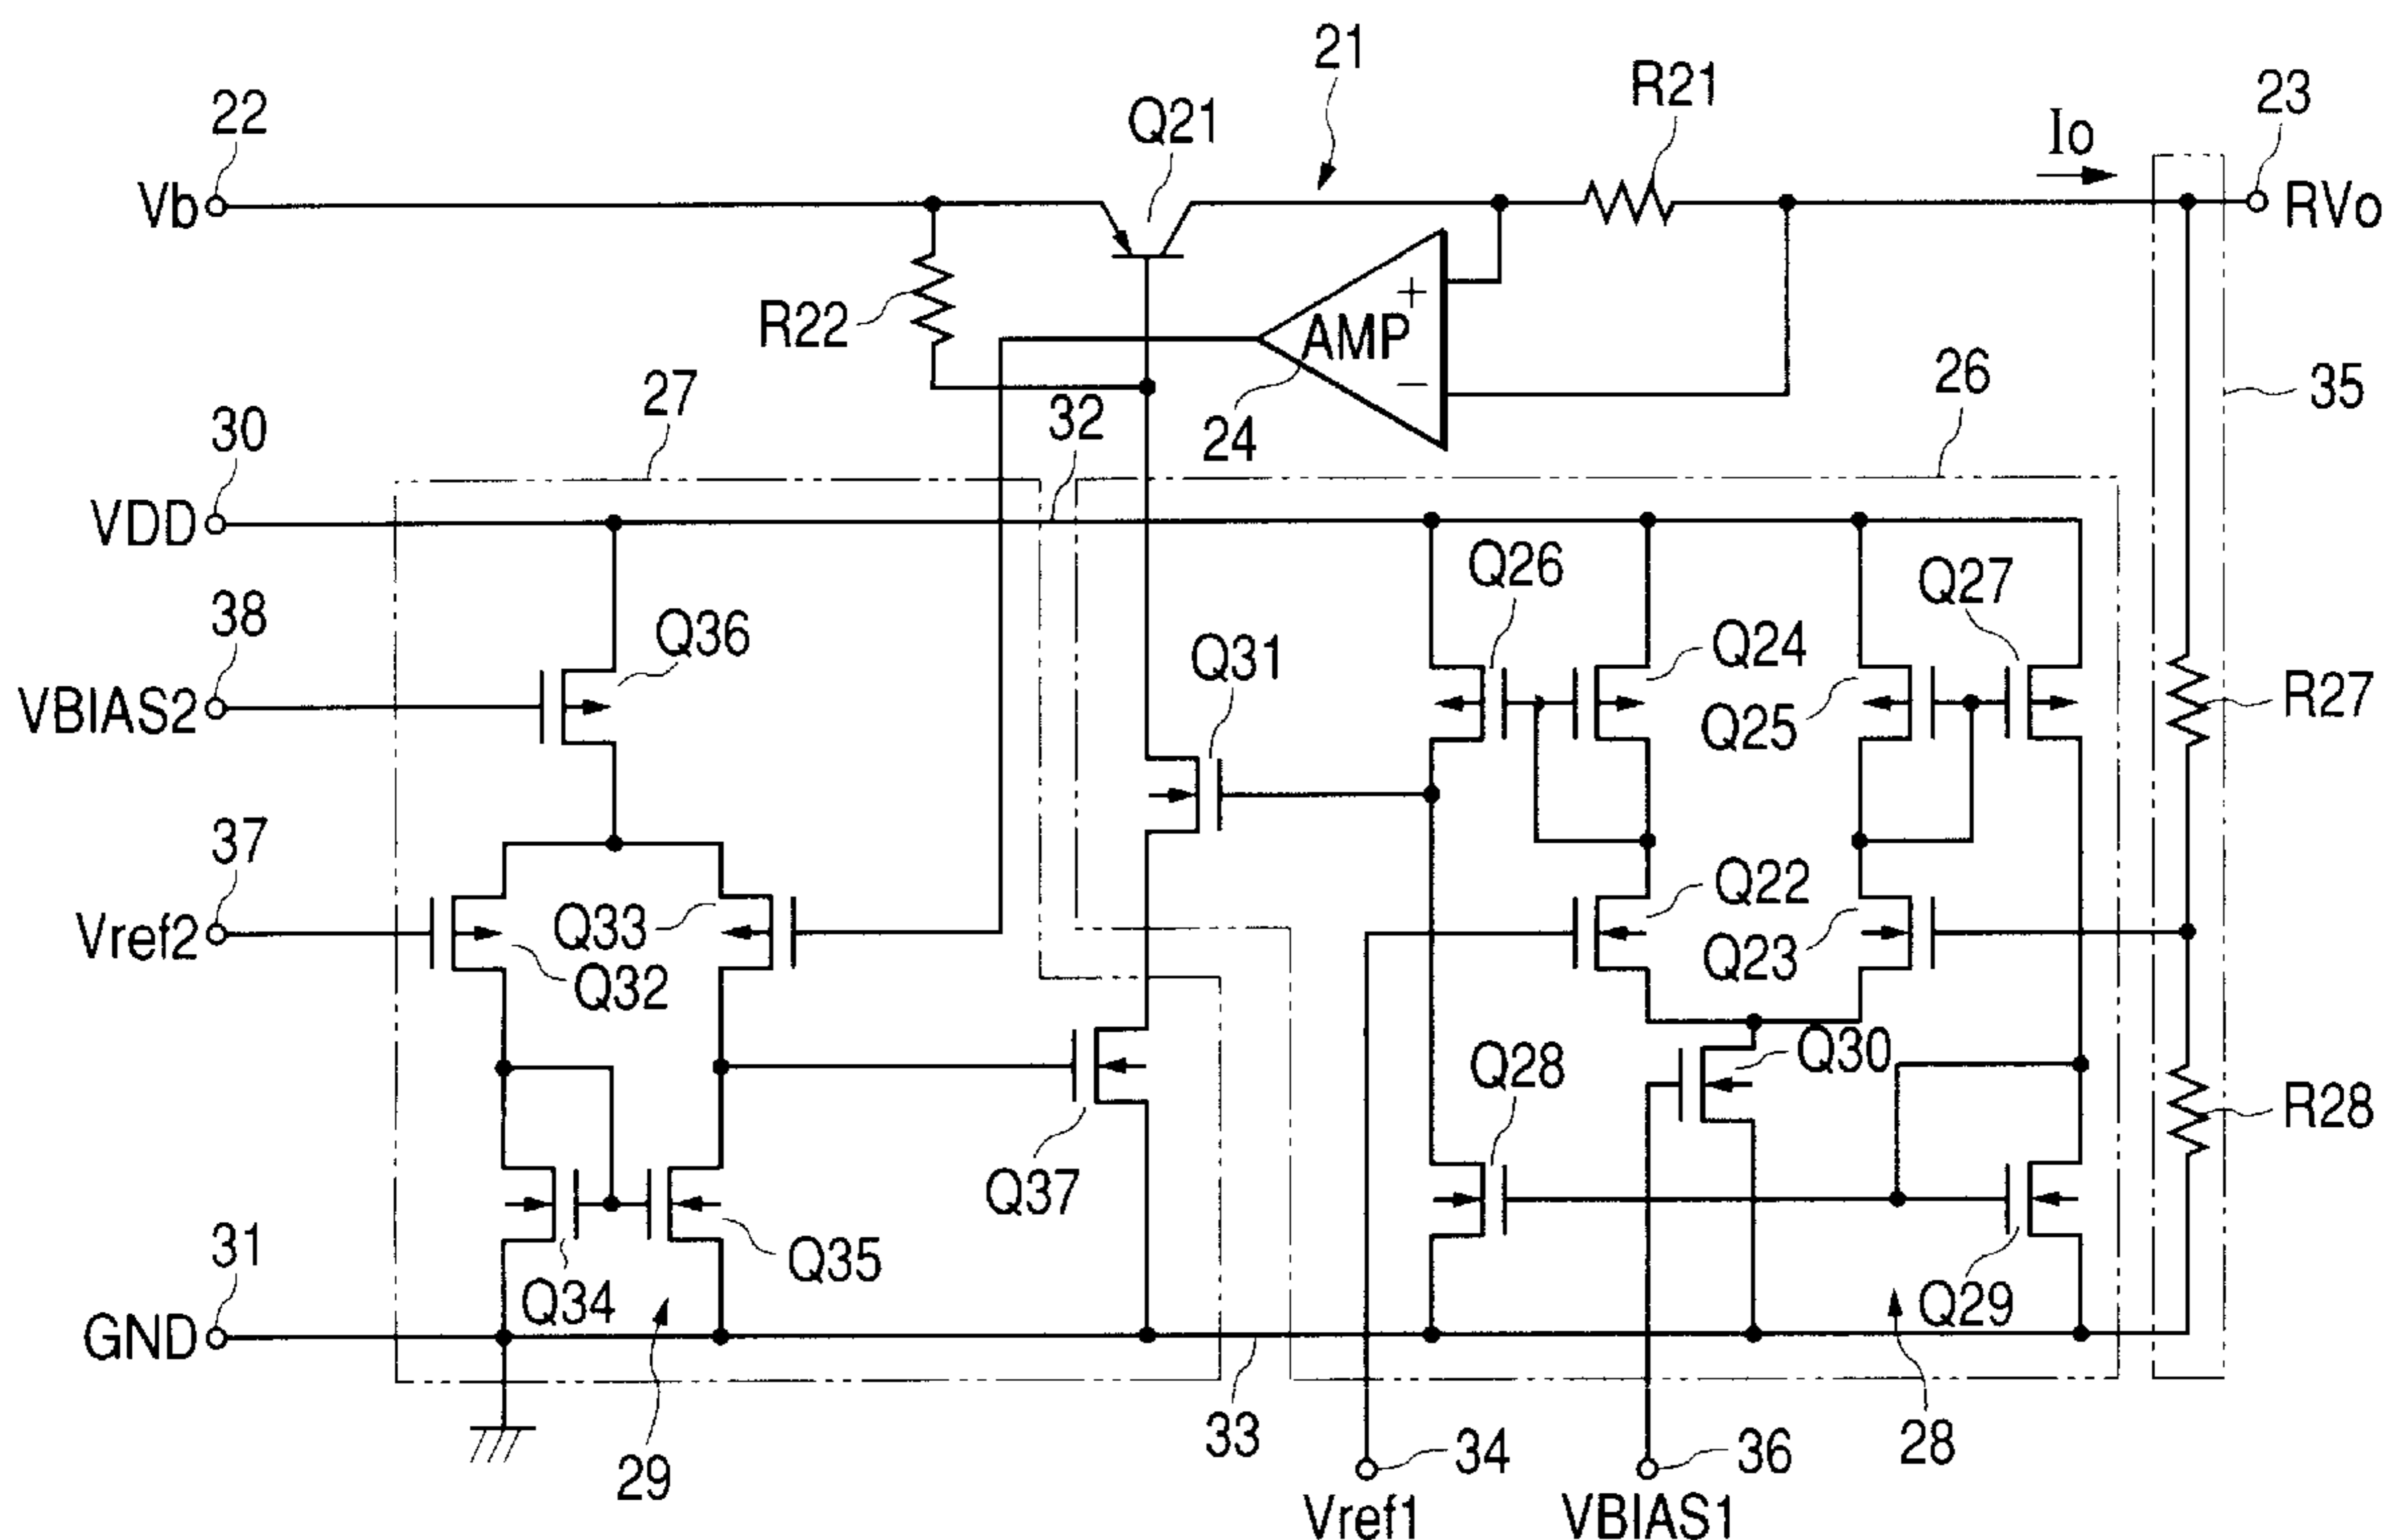 21
R21
23
22
Q21
Io
Vb
RVo
R22
AMP
+
−
24
26
35
27
32
30
VDD
Q26
Q27
38
Q36
Q31
Q24
VBIAS2
Q25
R27
37
Q22
Vref2
Q33
Q23
Q32
Q30
Q28
R28
Q37
31
Q35
Q34
Q29
GND
33
34
36
28
29
Vref1
VBIAS1